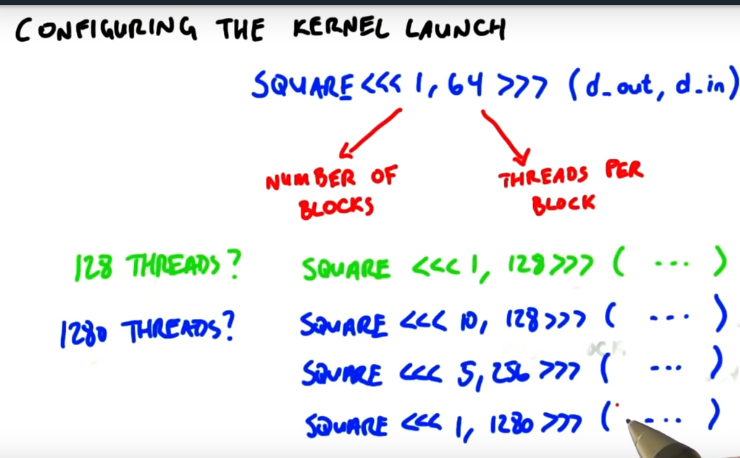 CONFIGURING THE KERNEL LAUNCH
SQUARE <<< 1, 64 >>> (d_out, d_in)
NUMBER OF
BLOCKS
THREADS PER
BLOCK
128 THREADS? SQUARE <<< 1, 128 >>> ( ... )
1280 THREADS? SQUARE <<< 10, 128 >>> ( ... )
SQUARE <<< 5, 256 >>> ( ... )
SQUARE <<< 1, 1280 >>> ( ... )